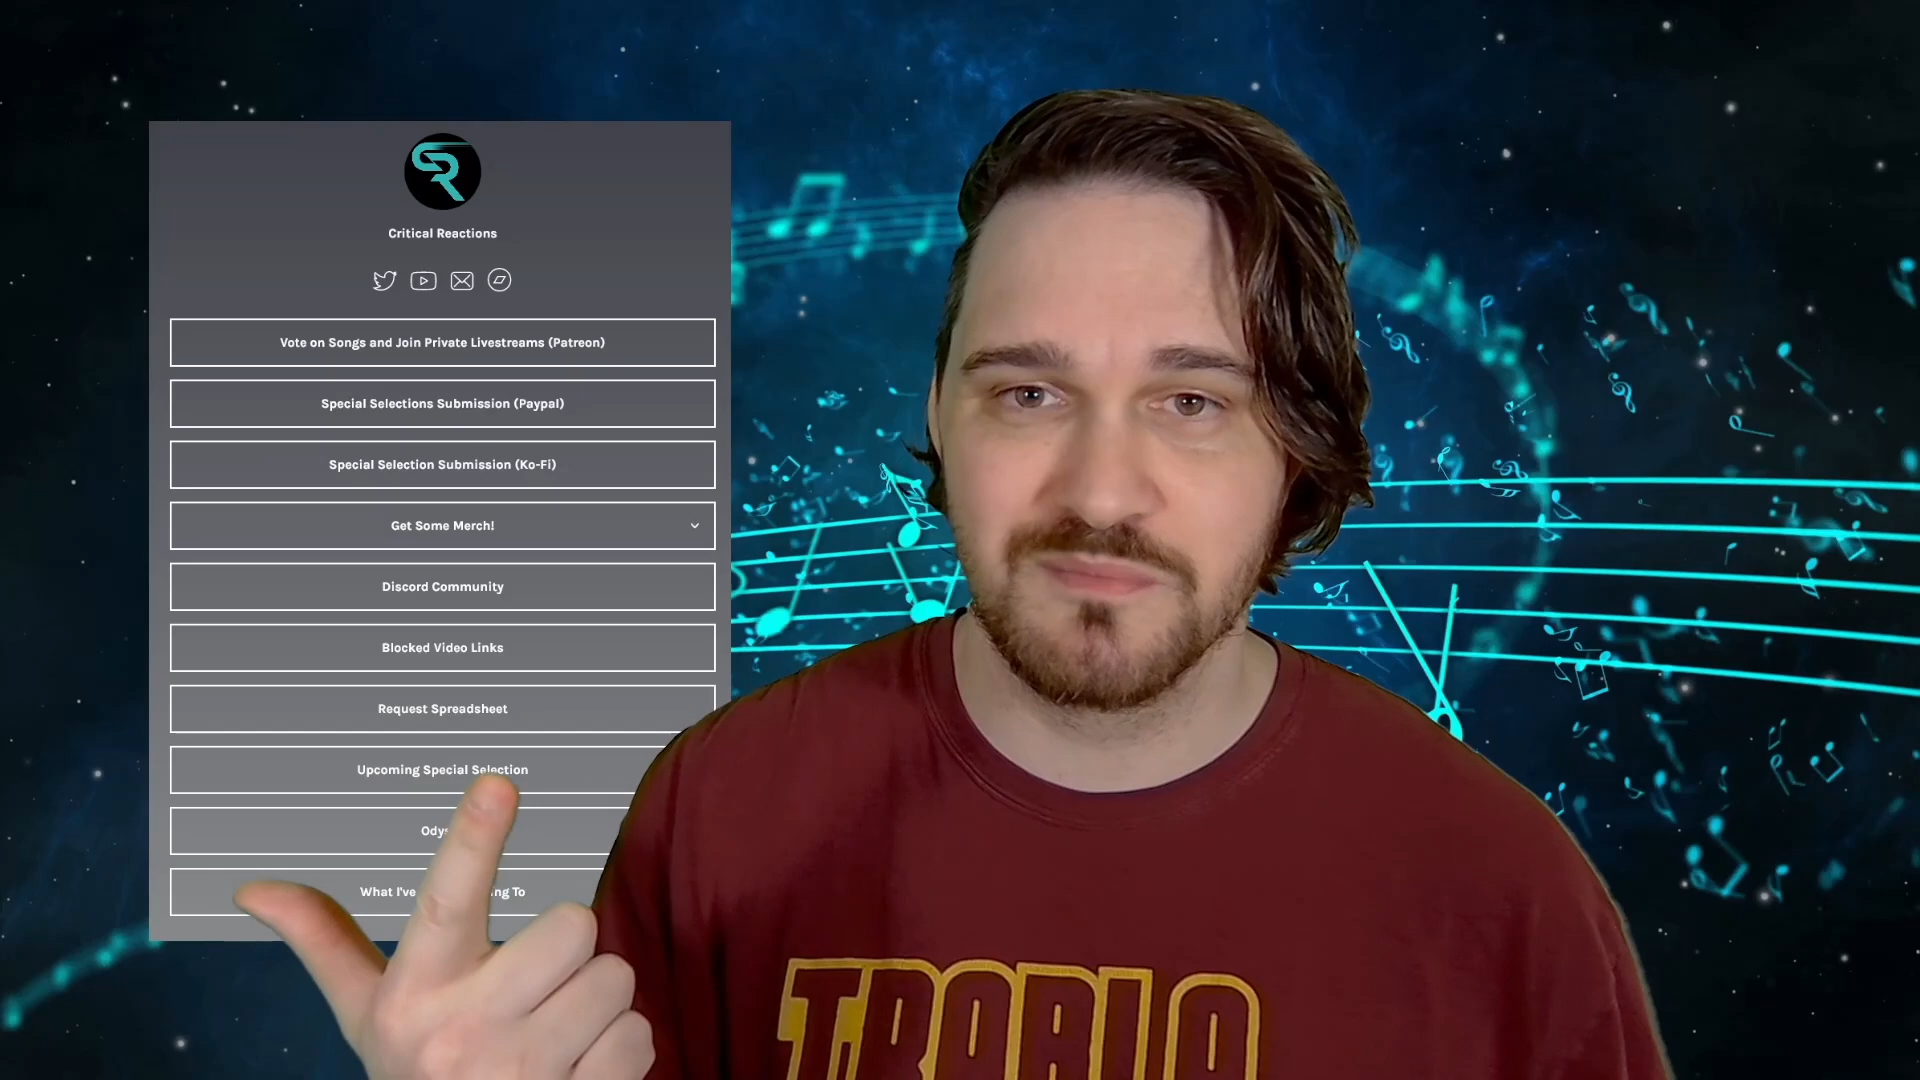 Critical Reactions
Vote on Songs and Join Private Livestreams (Patreon)
Special Selections Submission (Paypal)
Special Selection Submission (Ko-Fi)
Get Some Merch!
Discord Community
Blocked Video Links
Request Spreadsheet
Upcoming Special Selection
What I've
To